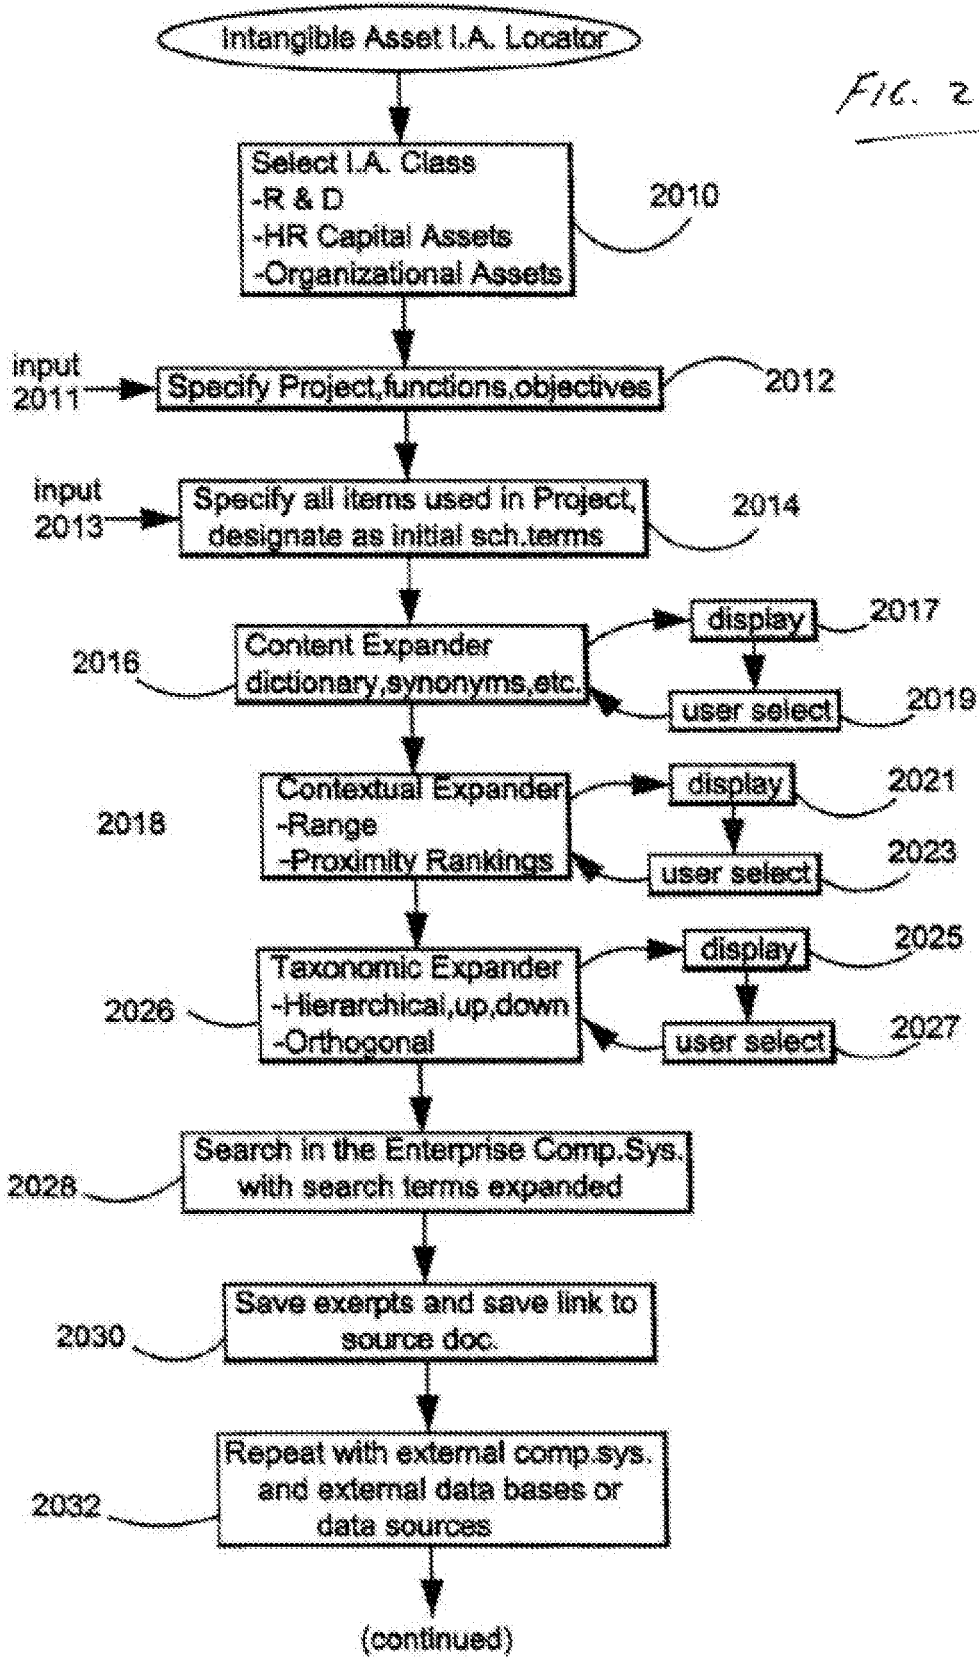 Intangible Asset I.A. Locator
FIG. 2
Select I.A. Class
-R & D
-HR Capital Assets
-Organizational Assets
2010
input
2011
Specify Project,functions,objectives
2012
input
2013
Specify all items used in Project,
designate as initial sch.terms
2014
Content Expander
dictionary,synonyms,etc.
2016
display
2017
user select
2019
Contextual Expander
-Range
-Proximity Rankings
2018
display
2021
user select
2023
Taxonomic Expander
-Hierarchical,up,down
-Orthogonal
2026
display
2025
user select
2027
Search in the Enterprise Comp.Sys.
with search terms expanded
2028
Save exerpts and save link to
source doc.
2030
Repeat with external comp.sys.
and external data bases or
data sources
2032
(continued)